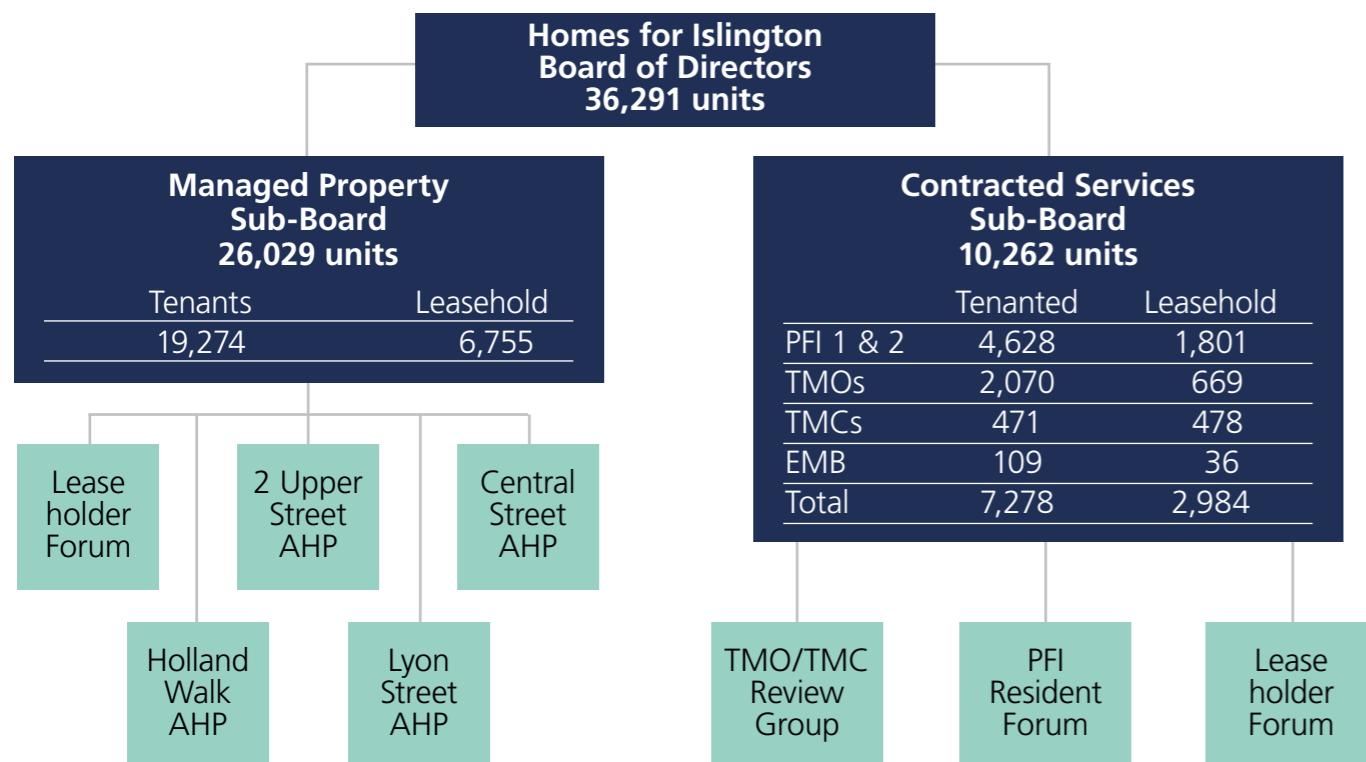 Homes for Islington
Board of Directors
36,291 units
Managed Property
Sub-Board
26,029 units
Tenants Leasehold
19,274 6,755
Contracted Services
Sub-Board
10,262 units
Tenanted Leasehold
PFI 1 & 2 4,628 1,801
TMOs 2,070 669
TMCs 471 478
EMB 109 36
Total 7,278 2,984
Lease
holder
Forum
2 Upper
Street
AHP
Central
Street
AHP
Holland
Walk
AHP
Lyon
Street
AHP
TMO/TMC
Review
Group
PFI
Resident
Forum
Lease
holder
Forum